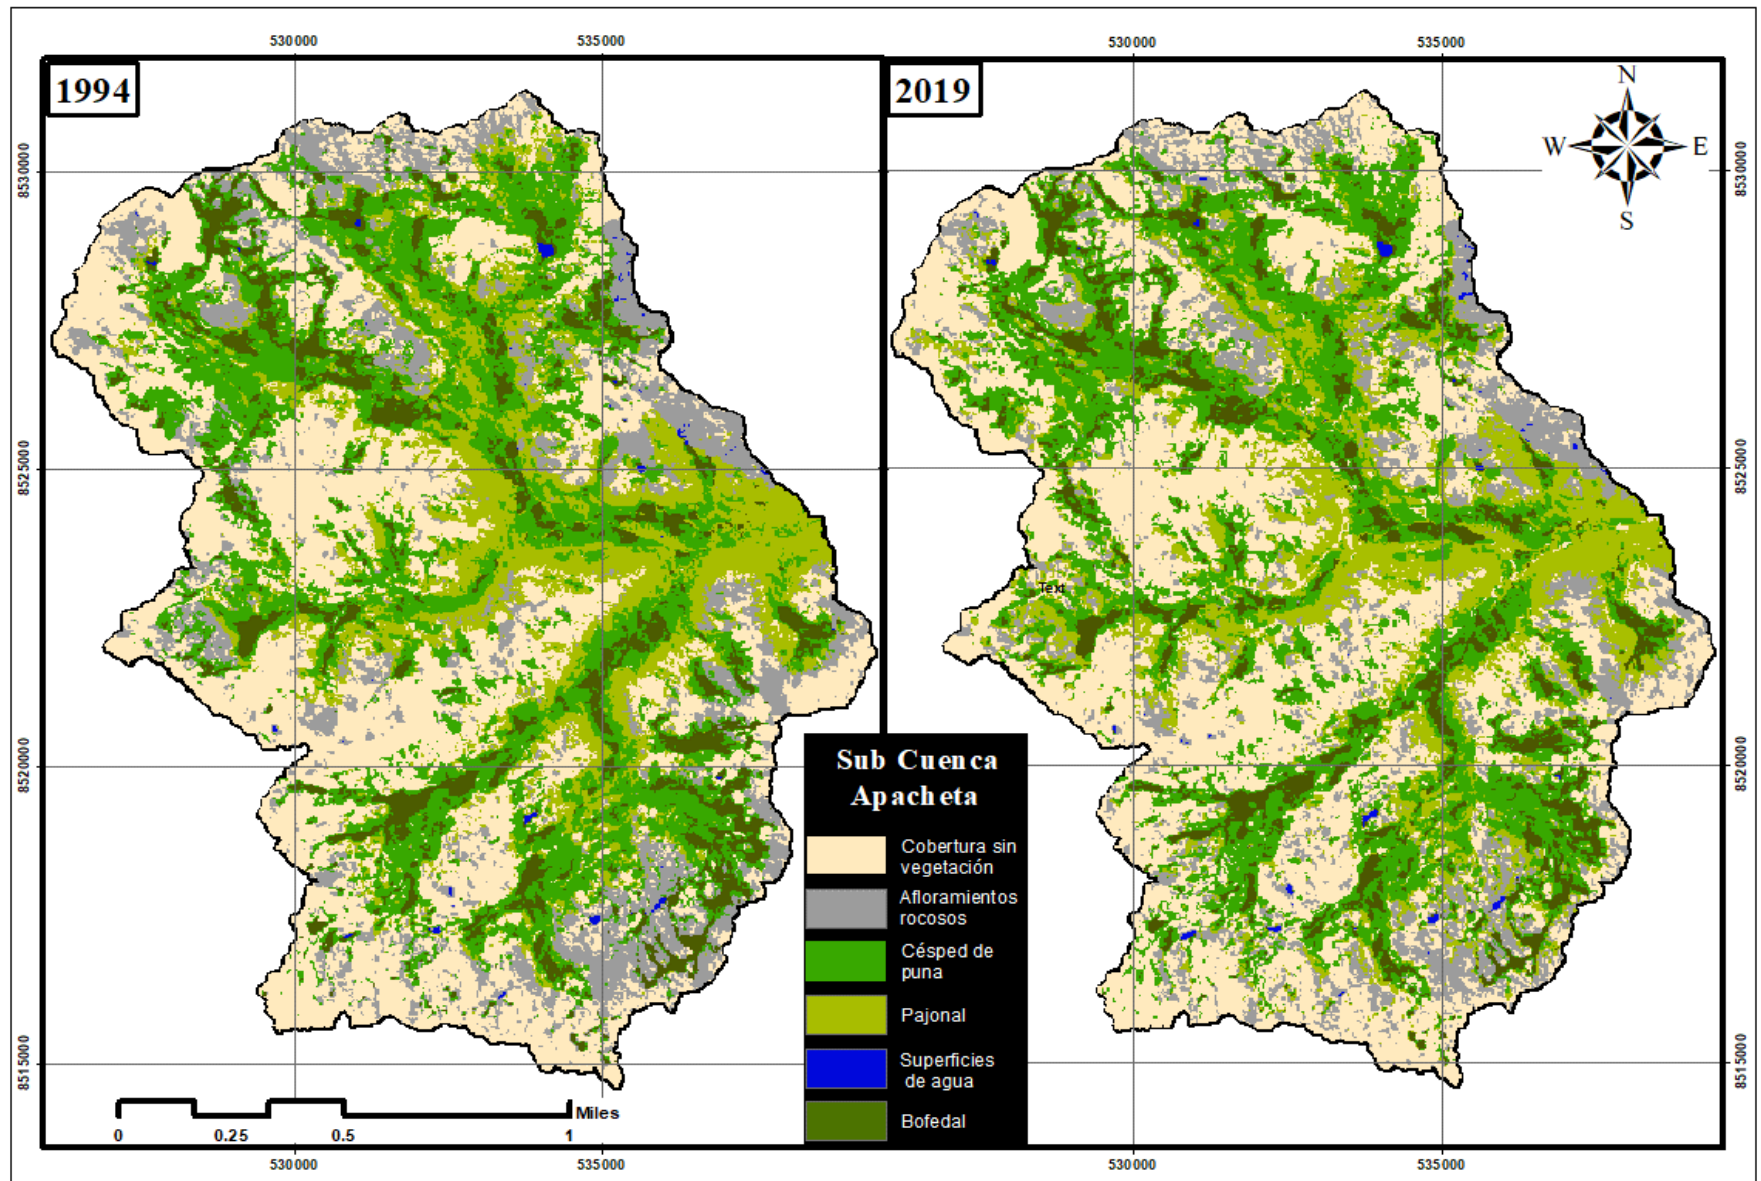 530000
535000
530000
535000
1994
2019
N
W
E
S
8530000
8530000
8525000
8525000
Text
8520000
8520000
Sub Cuenca
Apacheta
Cobertura sin
vegetación
Afloramientos
rocosos
Césped de
puna
Pajonal
Superficies
de agua
Bofedal
8515000
8515000
Miles
0
0.25
0.5
1
530000
535000
530000
535000